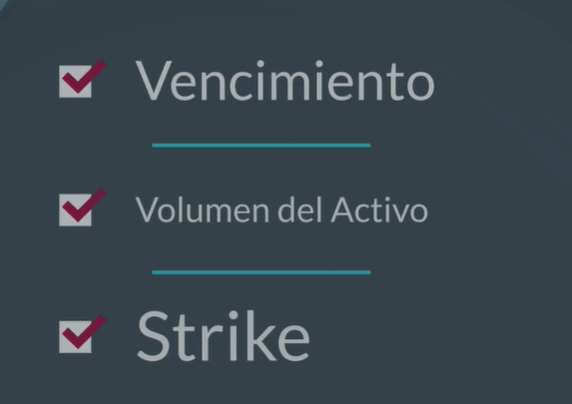 Vencimiento
Volumen del Activo
Strike